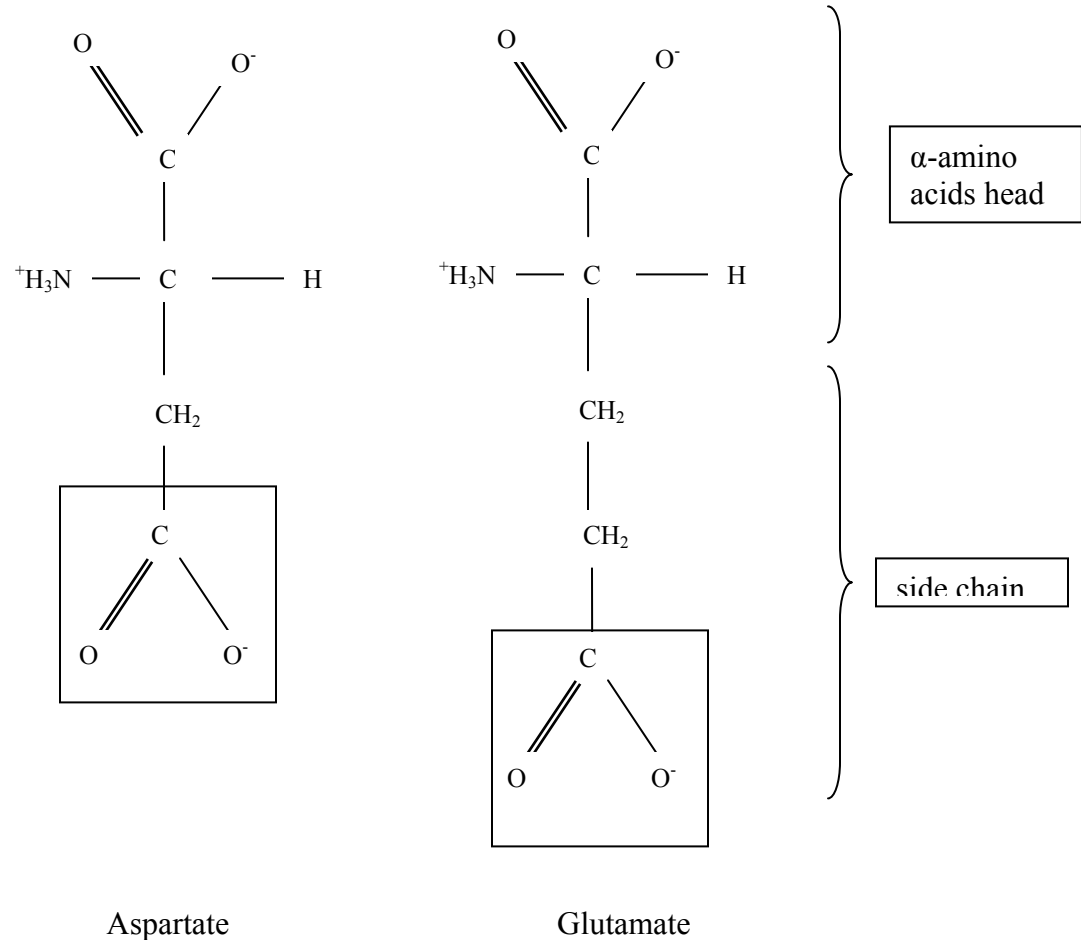 O
O⁻
C
⁺H₃N C H
CH₂
C
O O⁻
Aspartate
O
O⁻
C
⁺H₃N C H
CH₂
CH₂
C
O O⁻
Glutamate
α-amino
acids head
side chain